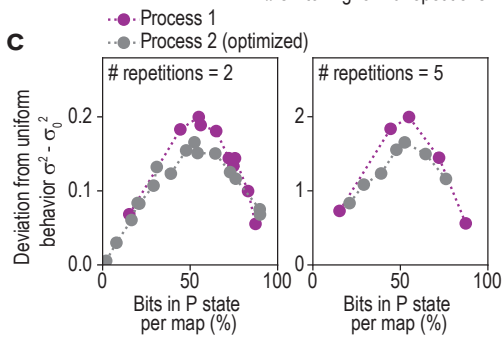 Process 1
Process 2 (optimized)
C
# repetitions = 2
# repetitions = 5
Deviation from uniform
behavior σ² - σ₀²
0.2
0.1
0.0
0
50
100
Bits in P state
per map (%)
2
1
0
0
50
100
Bits in P state
per map (%)